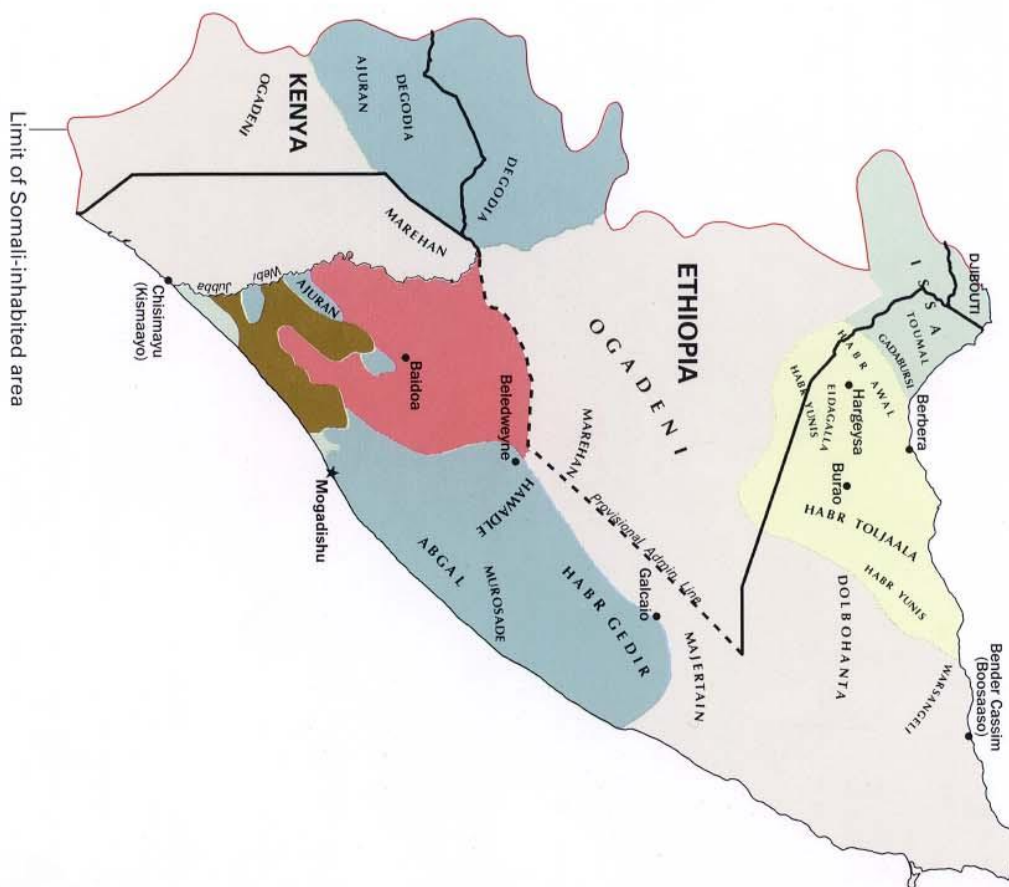 Bender Cassim
(Boosaaso)
DJIBOUTI
WARSANGELI
ISSA
Berbera
TOUMAL
GADABURSI
HABR YUNIS
HABR TOLJAALA
HABR AWAL
Hargeysa
Burao
DOLBOHANTA
EIDAGALLA
HABR YUNIS
ETHIOPIA
MAJERTAIN
OGADENI
Galcaio
Provisional Admin. Line
MAREHAN
HABR GEDIR
DEGODIA
Beledweyne
HAWADLE
MUROSADE
ABGAL
DEGODIA
AJURAN
MAREHAN
Baidoa
Mogadishu
KENYA
AJURAN
OGADENI
Webi
Jubba
Chisimayu
(Kismaayo)
Limit of Somali-inhabited area